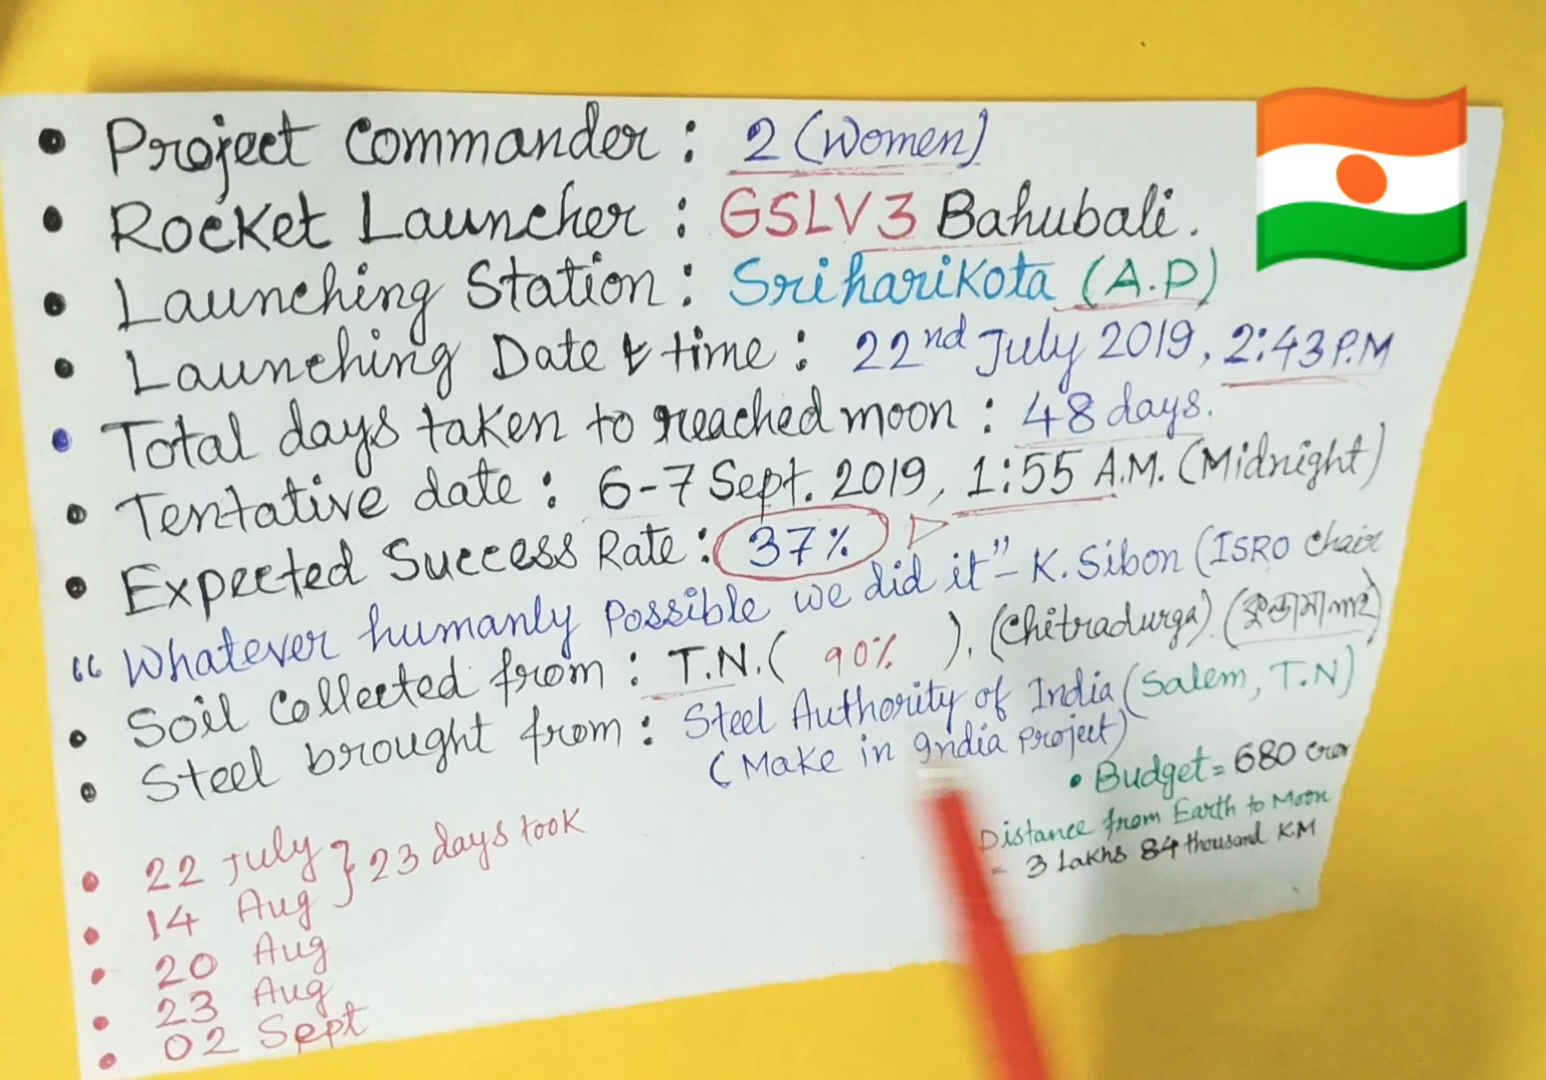 • Project Commander : 2 (Women)
• Rocket Launcher : GSLV3 Bahubali.
• Launching Station : Sriharikota (A.P)
• Launching Date & time : 22nd July 2019, 2:43 P.M
• Total days taken to reached moon : 48 days.
• Tentative date : 6-7 Sept. 2019, 1:55 A.M. (Midnight)
• Expected Success Rate : 37%
“ Whatever humanly Possible we did it” – K. Sibon (ISRO Chair
• Soil Collected from : T.N. ( 90% ). (Chitradurga)
• Steel brought from : Steel Authority of India (Salem, T.N)
(Make in India Project)
• Budget = 680 cror
Distance from Earth to Moon
= 3 Lakhs 84 thousand KM
• 22 July } 23 days took
• 14 Aug
• 20 Aug
• 23 Aug
• 02 Sept